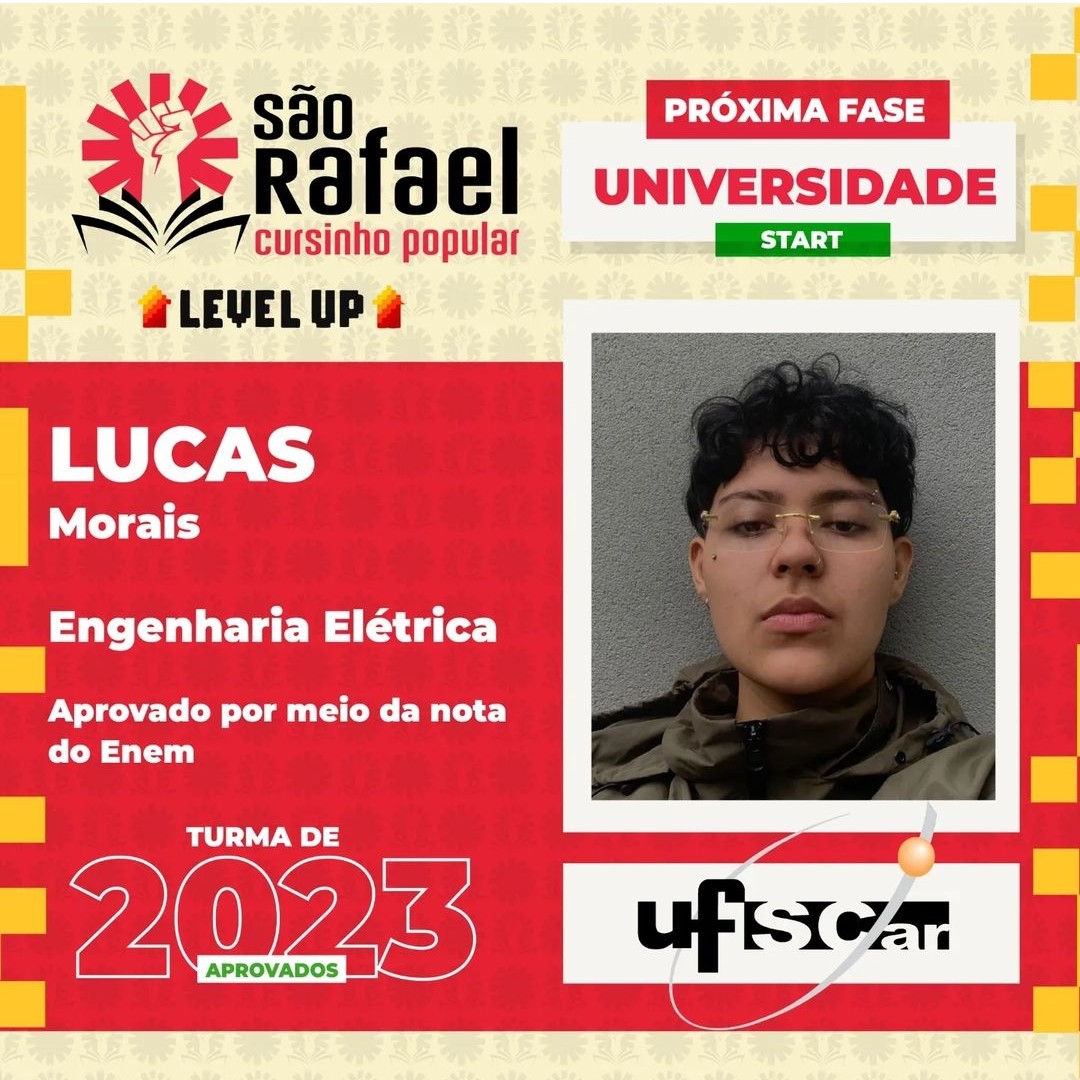 são
Rafael
cursinho popular
LEVEL UP
PRÓXIMA FASE
UNIVERSIDADE
START
LUCAS
Morais
Engenharia Elétrica
Aprovado por meio da nota
do Enem
TURMA DE
2023
APROVADOS
ufscar